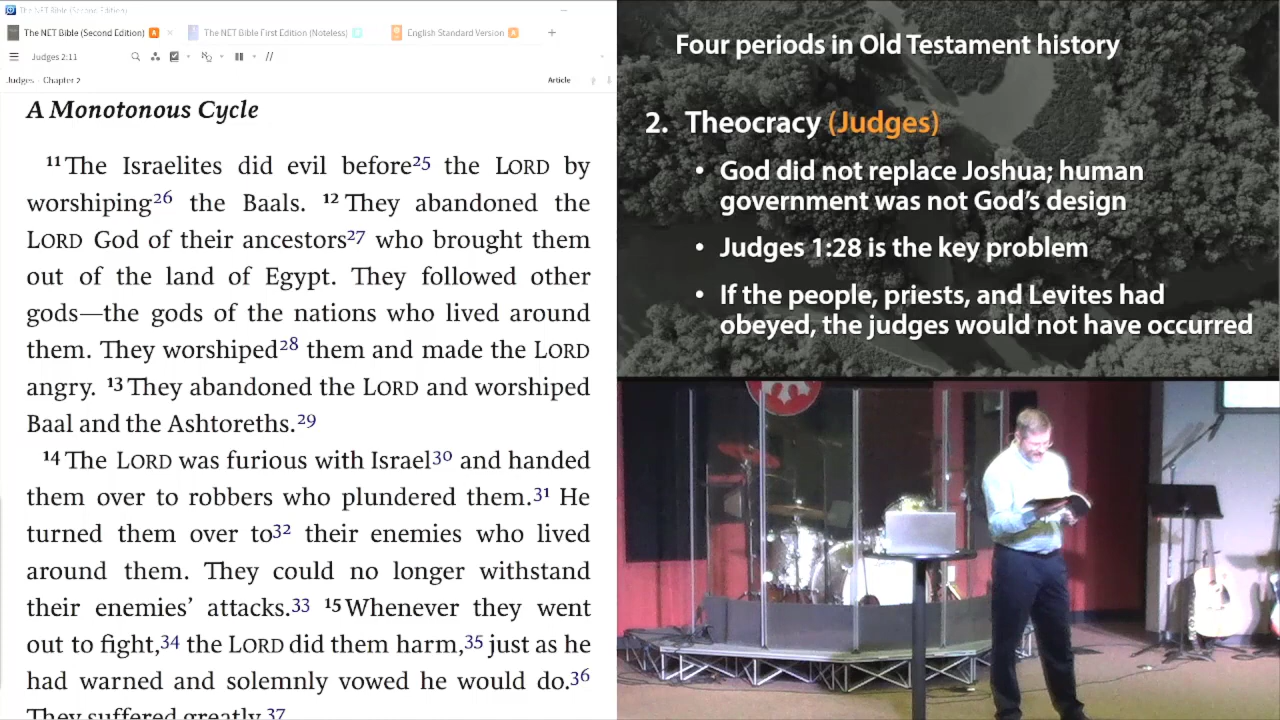 The NET Bible (Second Edition)
The NET Bible (Second Edition) A × The NET Bible First Edition (Noteless) English Standard Version A +
Judges 2:11
Judges · Chapter 2 Article
A Monotonous Cycle
11 The Israelites did evil before25 the LORD by
worshiping26 the Baals. 12 They abandoned the
LORD God of their ancestors27 who brought them
out of the land of Egypt. They followed other
gods—the gods of the nations who lived around
them. They worshiped28 them and made the LORD
angry. 13 They abandoned the LORD and worshiped
Baal and the Ashtoreths.29
14 The LORD was furious with Israel30 and handed
them over to robbers who plundered them.31 He
turned them over to32 their enemies who lived
around them. They could no longer withstand
their enemies’ attacks.33 15 Whenever they went
out to fight,34 the LORD did them harm,35 just as he
had warned and solemnly vowed he would do.36
They suffered greatly.37
Four periods in Old Testament history
2. Theocracy (Judges)
• God did not replace Joshua; human
government was not God’s design
• Judges 1:28 is the key problem
• If the people, priests, and Levites had
obeyed, the judges would not have occurred